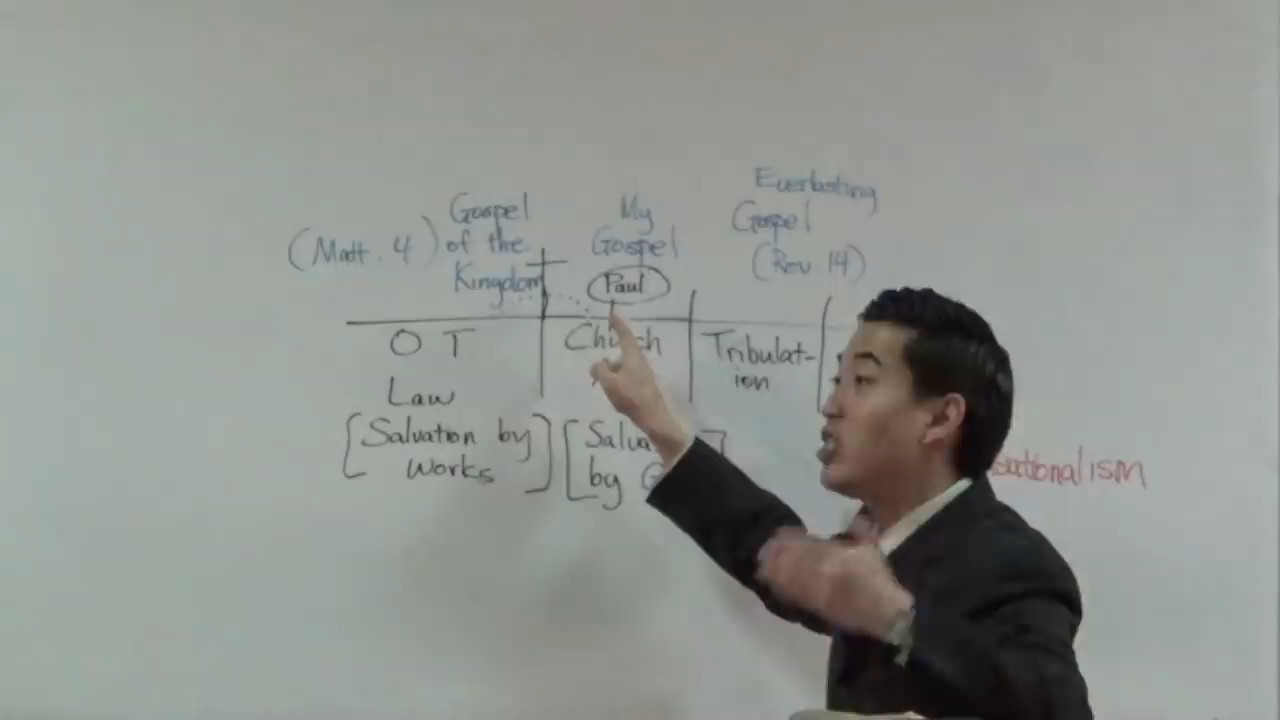 Gospel
of the
Kingdom
(Matt. 4)
My
Gospel
Paul
Everlasting
Gospel
(Rev 14)
O T
Law
[Salvation by
Works]
Church
by
Tribulat-
ion